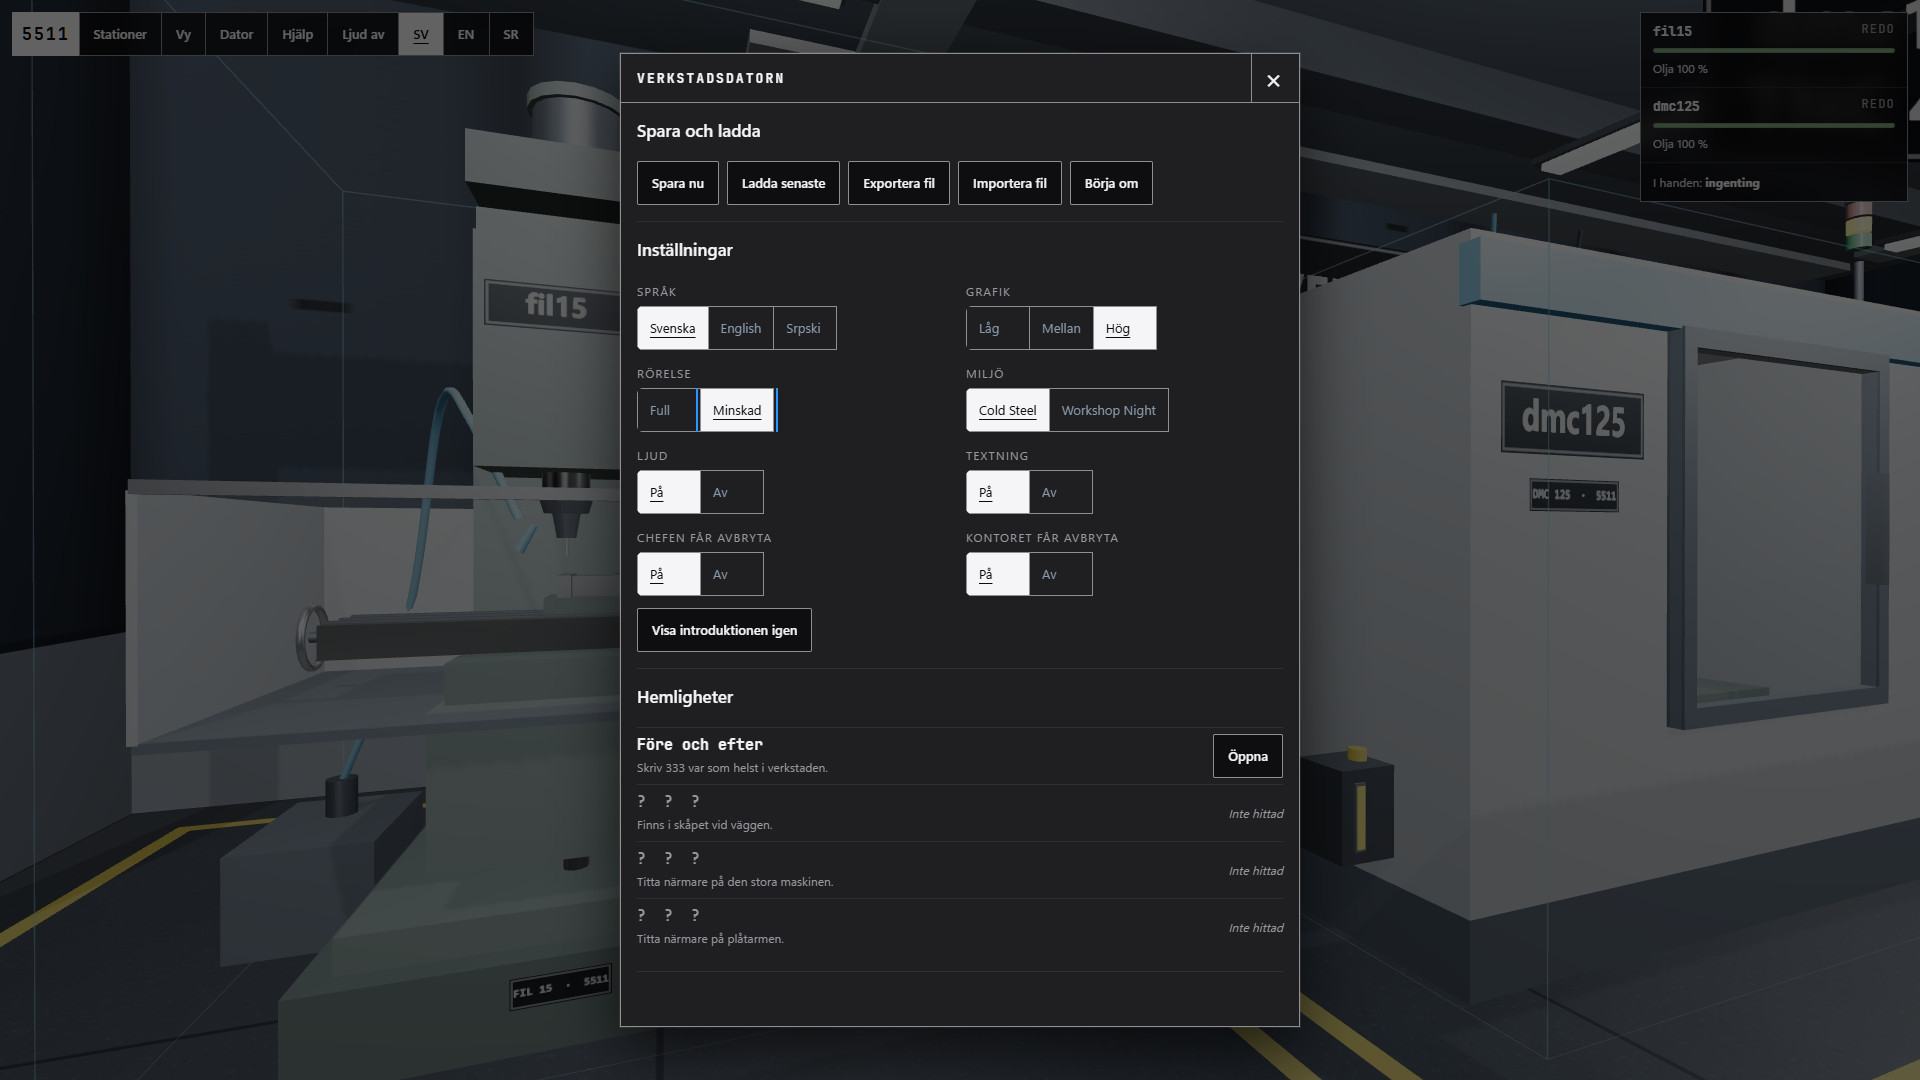 5511 Stationer Vy Dator Hjälp Ljud av SV EN SR
fil15 REDO
Olja 100 %
dmc125 REDO
Olja 100 %
I handen: ingenting
VERKSTADSDATORN
Spara och ladda
Spara nu Ladda senaste Exportera fil Importera fil Börja om
Inställningar
SPRÅK GRAFIK
Svenska English Srpski Låg Mellan Hög
RÖRELSE MILJÖ
Full Minskad Cold Steel Workshop Night
LJUD TEXTNING
På Av På Av
CHEFEN FÅR AVBRYTA KONTORET FÅR AVBRYTA
På Av På Av
Visa introduktionen igen
Hemligheter
Före och efter
Skriv 333 var som helst i verkstaden.
Öppna
? ? ?
Finns i skåpet vid väggen.
Inte hittad
? ? ?
Titta närmare på den stora maskinen.
Inte hittad
? ? ?
Titta närmare på plåtarmen.
Inte hittad
fil15
FIL 15 · 5511
dmc125
DMC 125 · 5511